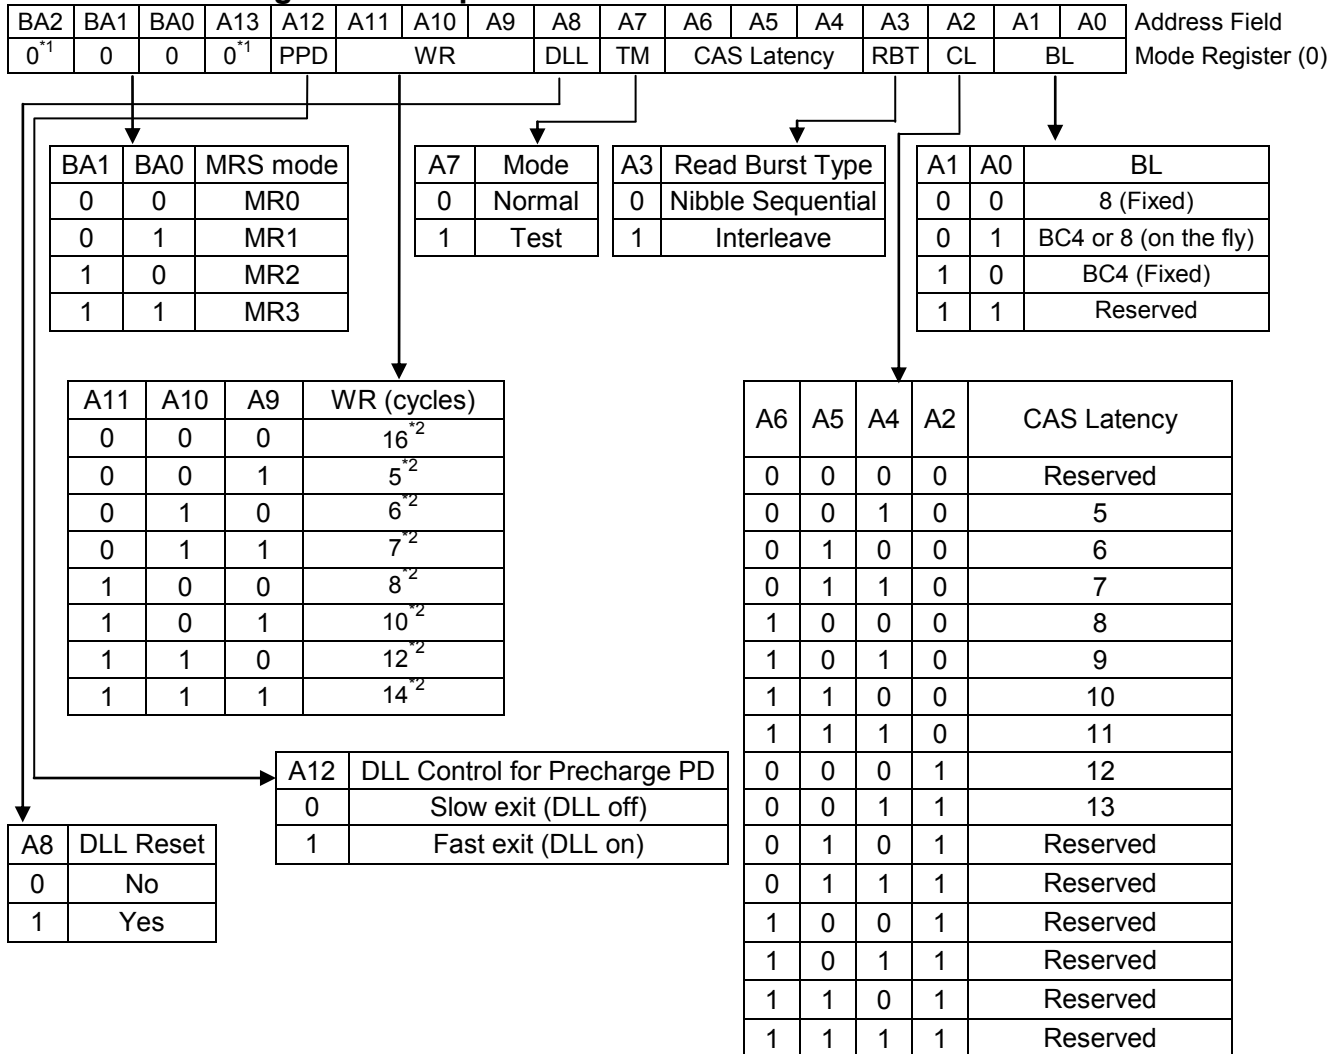 BA2 BA1 BA0 A13 A12 A11 A10 A9 A8 A7 A6 A5 A4 A3 A2 A1 A0 Address Field
0*1 0 0 0*1 PPD WR DLL TM CAS Latency RBT CL BL Mode Register (0)
BA1 BA0 MRS mode
0 0 MR0
0 1 MR1
1 0 MR2
1 1 MR3
A7 Mode
0 Normal
1 Test
A3 Read Burst Type
0 Nibble Sequential
1 Interleave
A1 A0 BL
0 0 8 (Fixed)
0 1 BC4 or 8 (on the fly)
1 0 BC4 (Fixed)
1 1 Reserved
A11 A10 A9 WR (cycles)
0 0 0 16*2
0 0 1 5*2
0 1 0 6*2
0 1 1 7*2
1 0 0 8*2
1 0 1 10*2
1 1 0 12*2
1 1 1 14*2
A6 A5 A4 A2 CAS Latency
0 0 0 0 Reserved
0 0 1 0 5
0 1 0 0 6
0 1 1 0 7
1 0 0 0 8
1 0 1 0 9
1 1 0 0 10
1 1 1 0 11
0 0 0 1 12
0 0 1 1 13
0 1 0 1 Reserved
0 1 1 1 Reserved
1 0 0 1 Reserved
1 0 1 1 Reserved
1 1 0 1 Reserved
1 1 1 1 Reserved
A12 DLL Control for Precharge PD
0 Slow exit (DLL off)
1 Fast exit (DLL on)
A8 DLL Reset
0 No
1 Yes